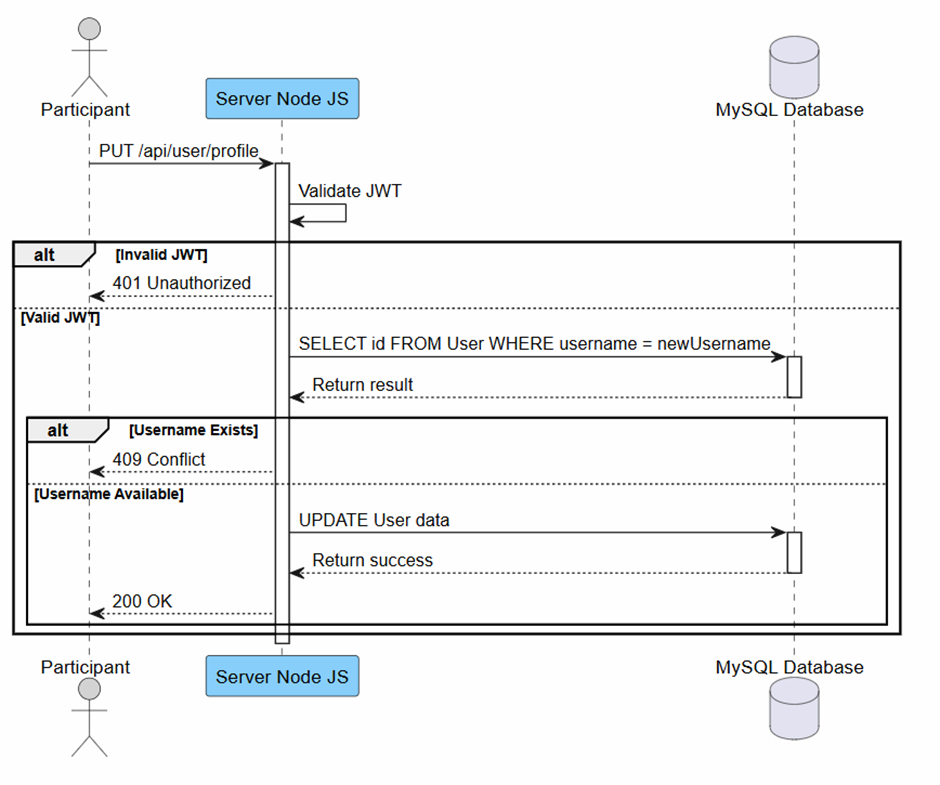 Participant
Server Node JS
MySQL Database
PUT /api/user/profile
Validate JWT
alt
[Invalid JWT]
401 Unauthorized
[Valid JWT]
SELECT id FROM User WHERE username = newUsername
Return result
alt
[Username Exists]
409 Conflict
[Username Available]
UPDATE User data
Return success
200 OK
Participant
Server Node JS
MySQL Database